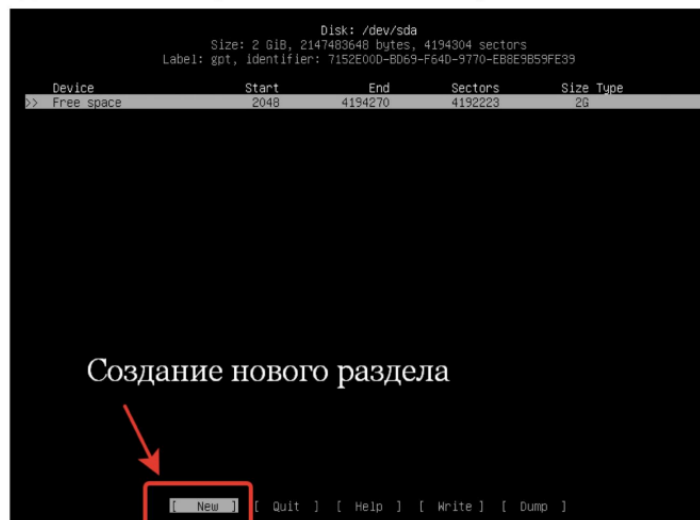 Disk: /dev/sda
Size: 2 GiB, 2147483648 bytes, 4194304 sectors
Label: gpt, identifier: 7152E00D-BD69-F64D-9770-EB8E9B59FE39
Device Start End Sectors Size Type
>> Free space 2048 4194270 4192223 2G
Создание нового раздела
[ New ] [ Quit ] [ Help ] [ Write ] [ Dump ]